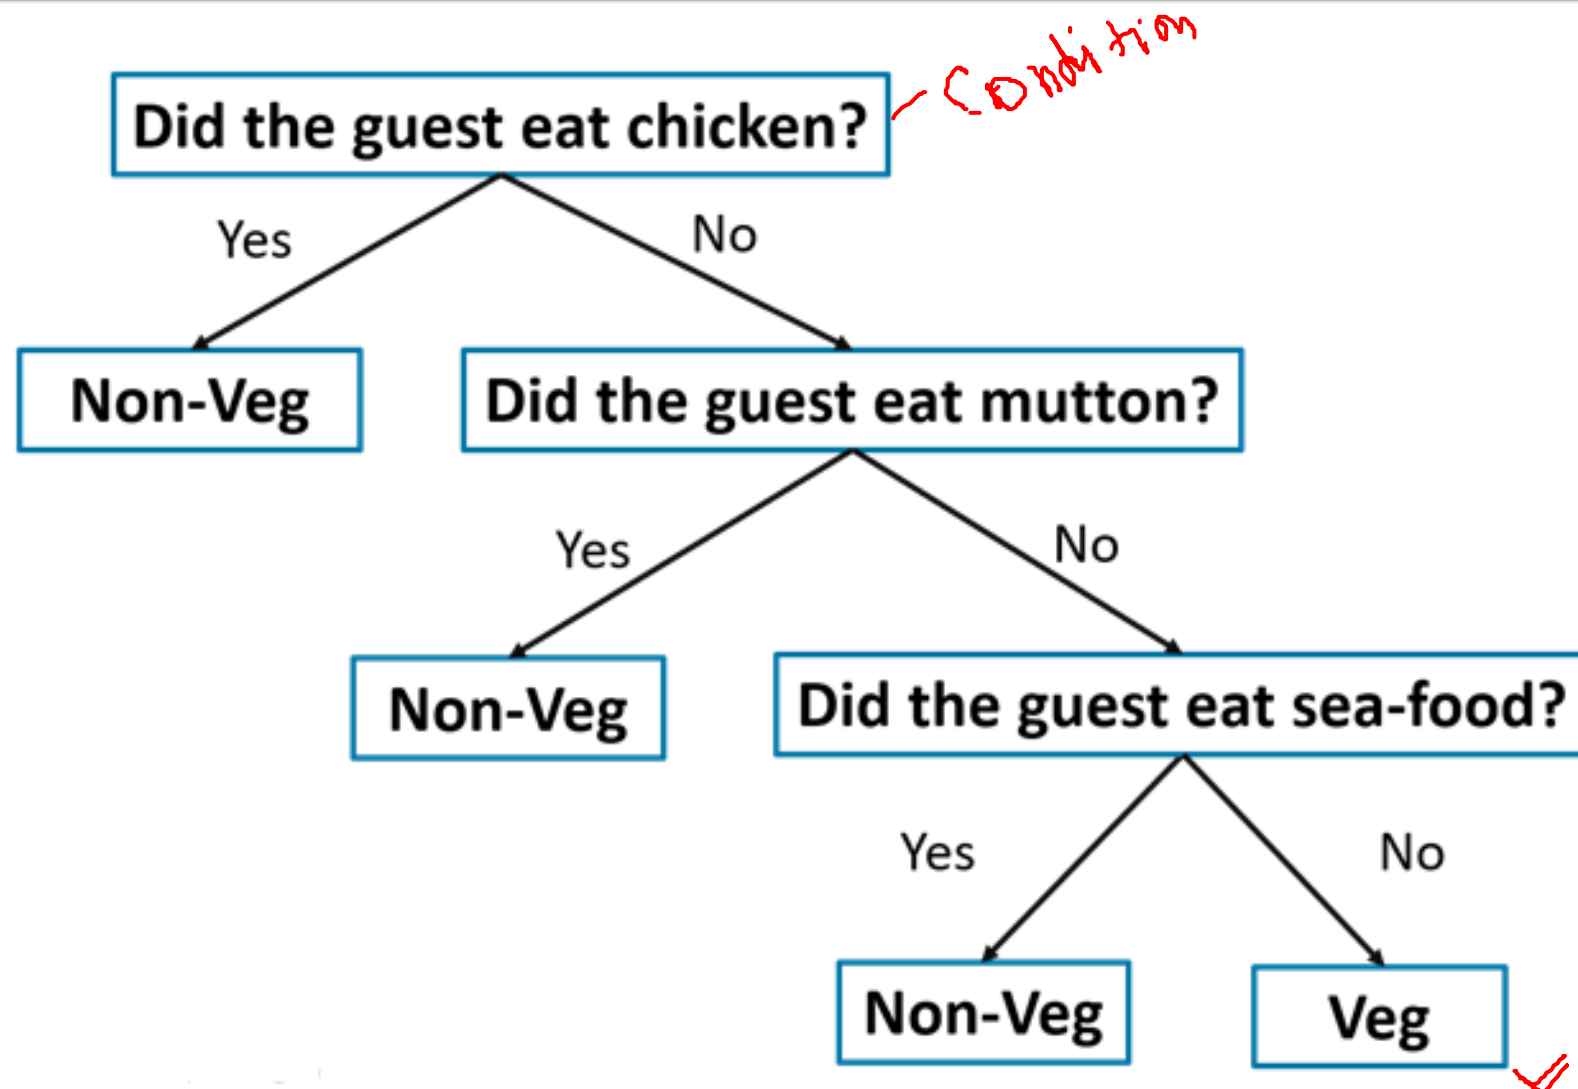 Condition
Did the guest eat chicken?
Yes
No
Non-Veg
Did the guest eat mutton?
Yes
No
Non-Veg
Did the guest eat sea-food?
Yes
No
Non-Veg
Veg